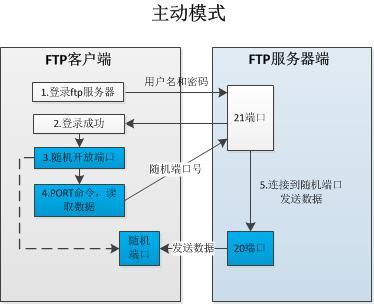 主动模式
FTP客户端
FTP服务器端
1.登录ftp服务器
用户名和密码
2.登录成功
21端口
3.随机开放端口
4.PORT命令，读
取数据
随机端口号
5.连接到随机端口
发送数据
随机
端口
发送数据
20端口